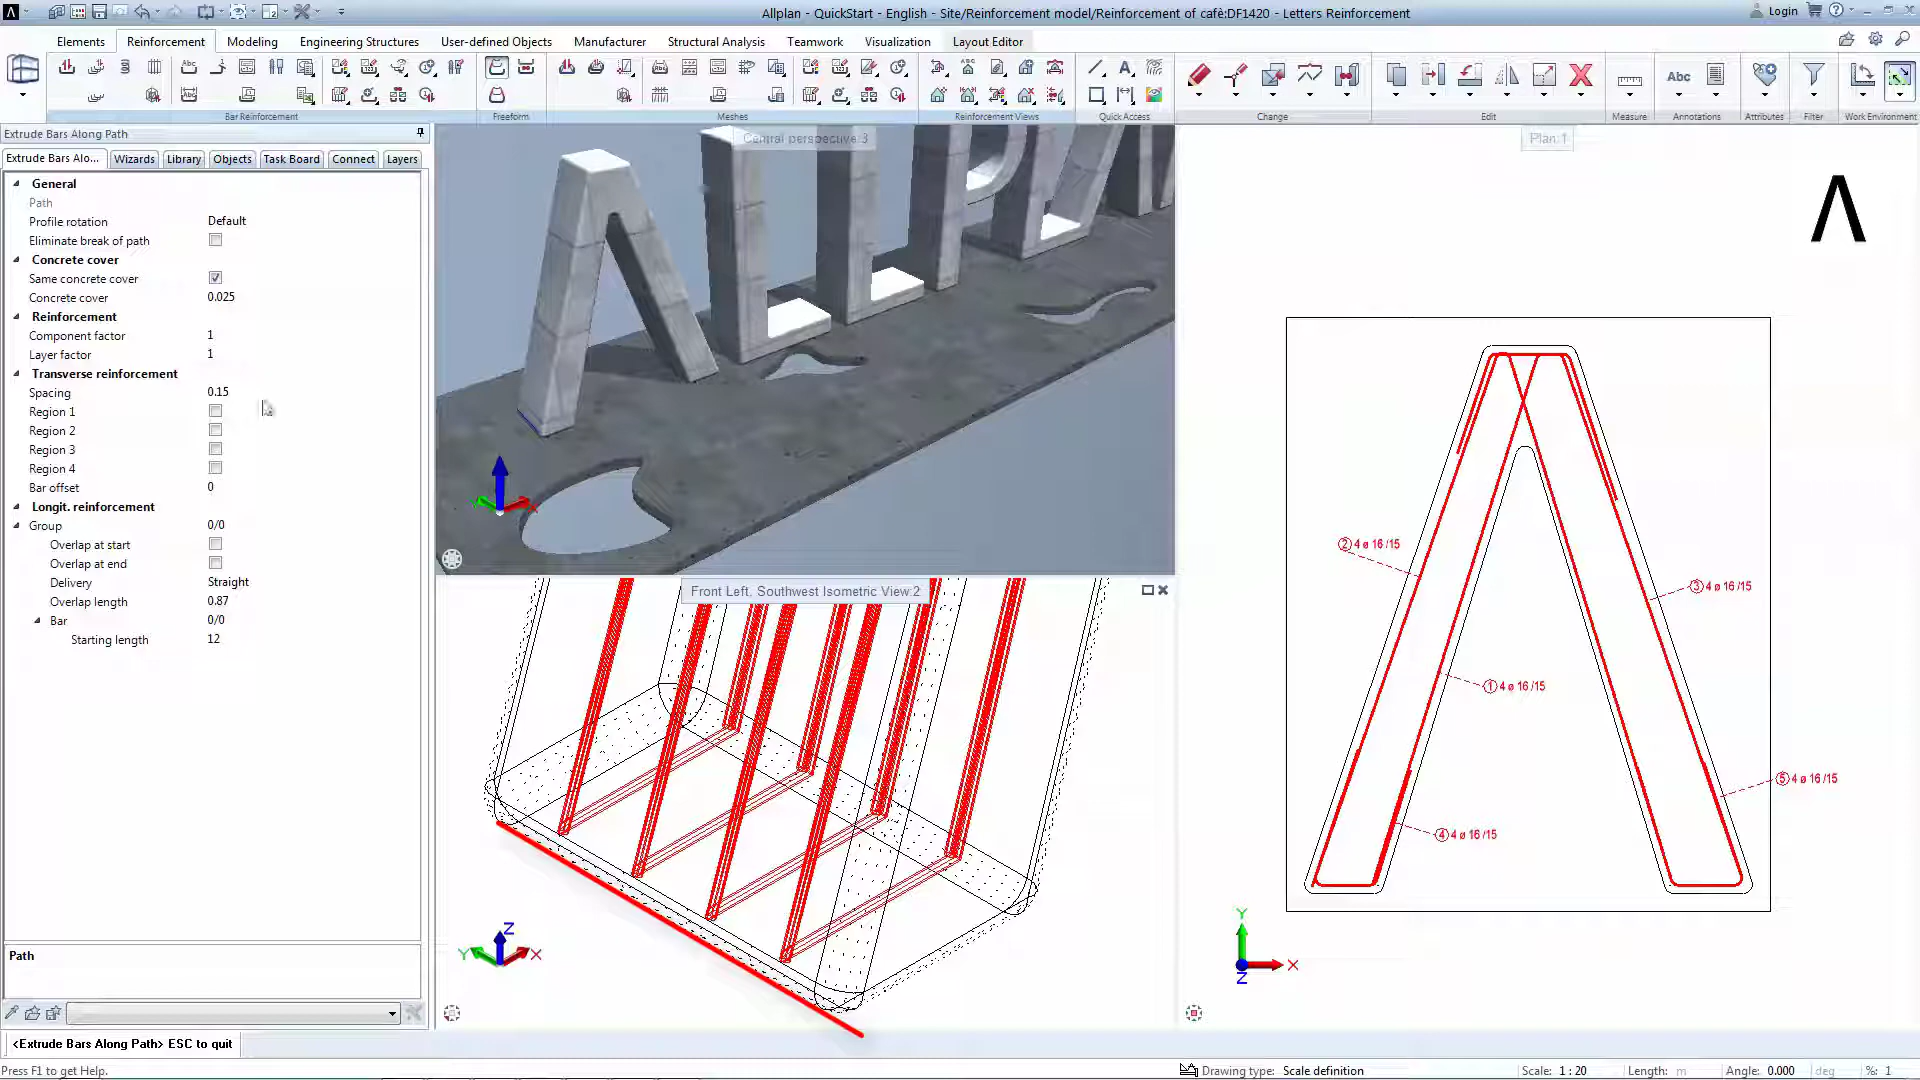 Allplan - QuickStart - English - Site/Reinforcement model/Reinforcement of cafè:DF1420 - Letters Reinforcement
Login
Elements
Reinforcement
Modeling
Engineering Structures
User-defined Objects
Manufacturer
Structural Analysis
Teamwork
Visualization
Layout Editor
Bar Reinforcement
Freeform
Meshes
Reinforcement Views
Quick Access
Change
Edit
Measure
Annotations
Attributes
Filter
Work Environment
Abc
Extrude Bars Along Path
Extrude Bars Alo...
Wizards
Library
Objects
Task Board
Connect
Layers
General
Path
Profile rotation Default
Eliminate break of path
Concrete cover
Same concrete cover
Concrete cover 0.025
Reinforcement
Component factor 1
Layer factor 1
Transverse reinforcement
Spacing 0.15
Region 1
Region 2
Region 3
Region 4
Bar offset 0
Longit. reinforcement
Group 0/0
Overlap at start
Overlap at end
Delivery Straight
Overlap length 0.87
Bar 0/0
Starting length 12
Path
<Extrude Bars Along Path> ESC to quit
Press F1 to get Help.
Central perspective:3
Front Left, Southwest Isometric View:2
Z
Y
X
Plan:1
2 4 ø 16 /15
3 4 ø 16 /15
1 4 ø 16 /15
5 4 ø 16 /15
4 4 ø 16 /15
Y
X
Z
Drawing type: Scale definition
Scale: 1 : 20
Length: m
Angle: 0.000 deg
%: 1